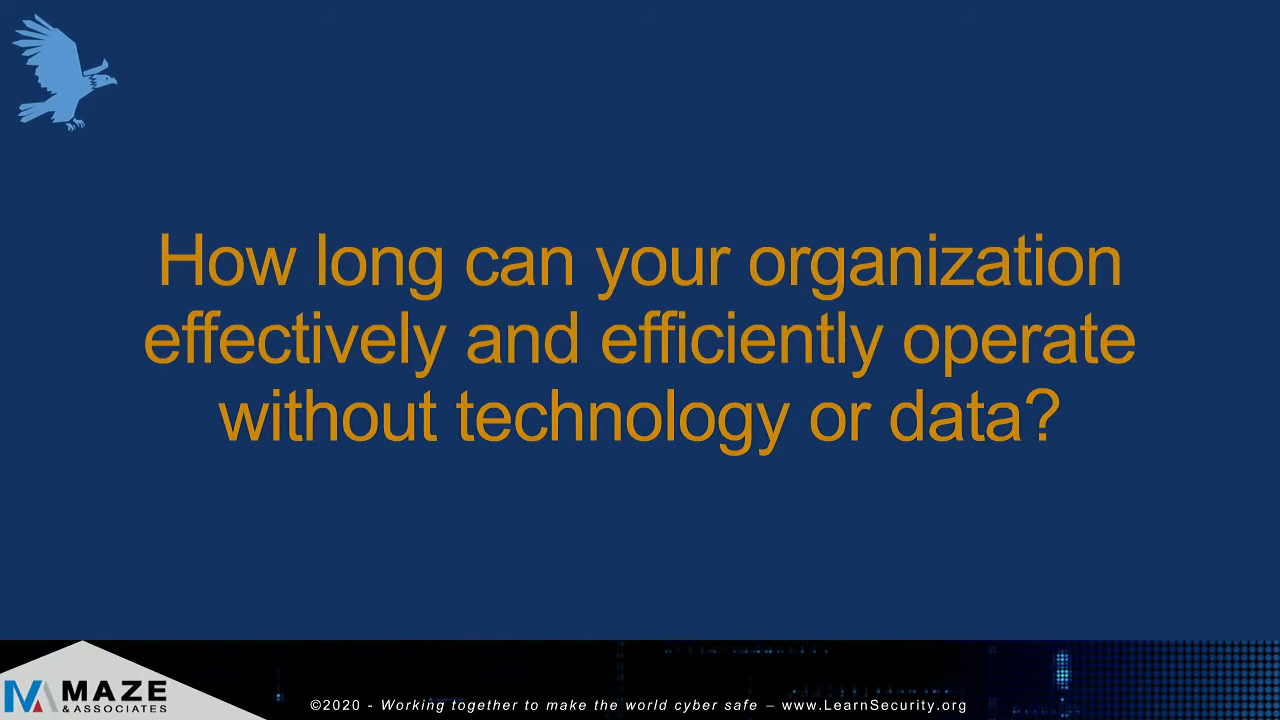 How long can your organization
effectively and efficiently operate
without technology or data?
MAZE
& ASSOCIATES
©2020 - Working together to make the world cyber safe – www.LearnSecurity.org